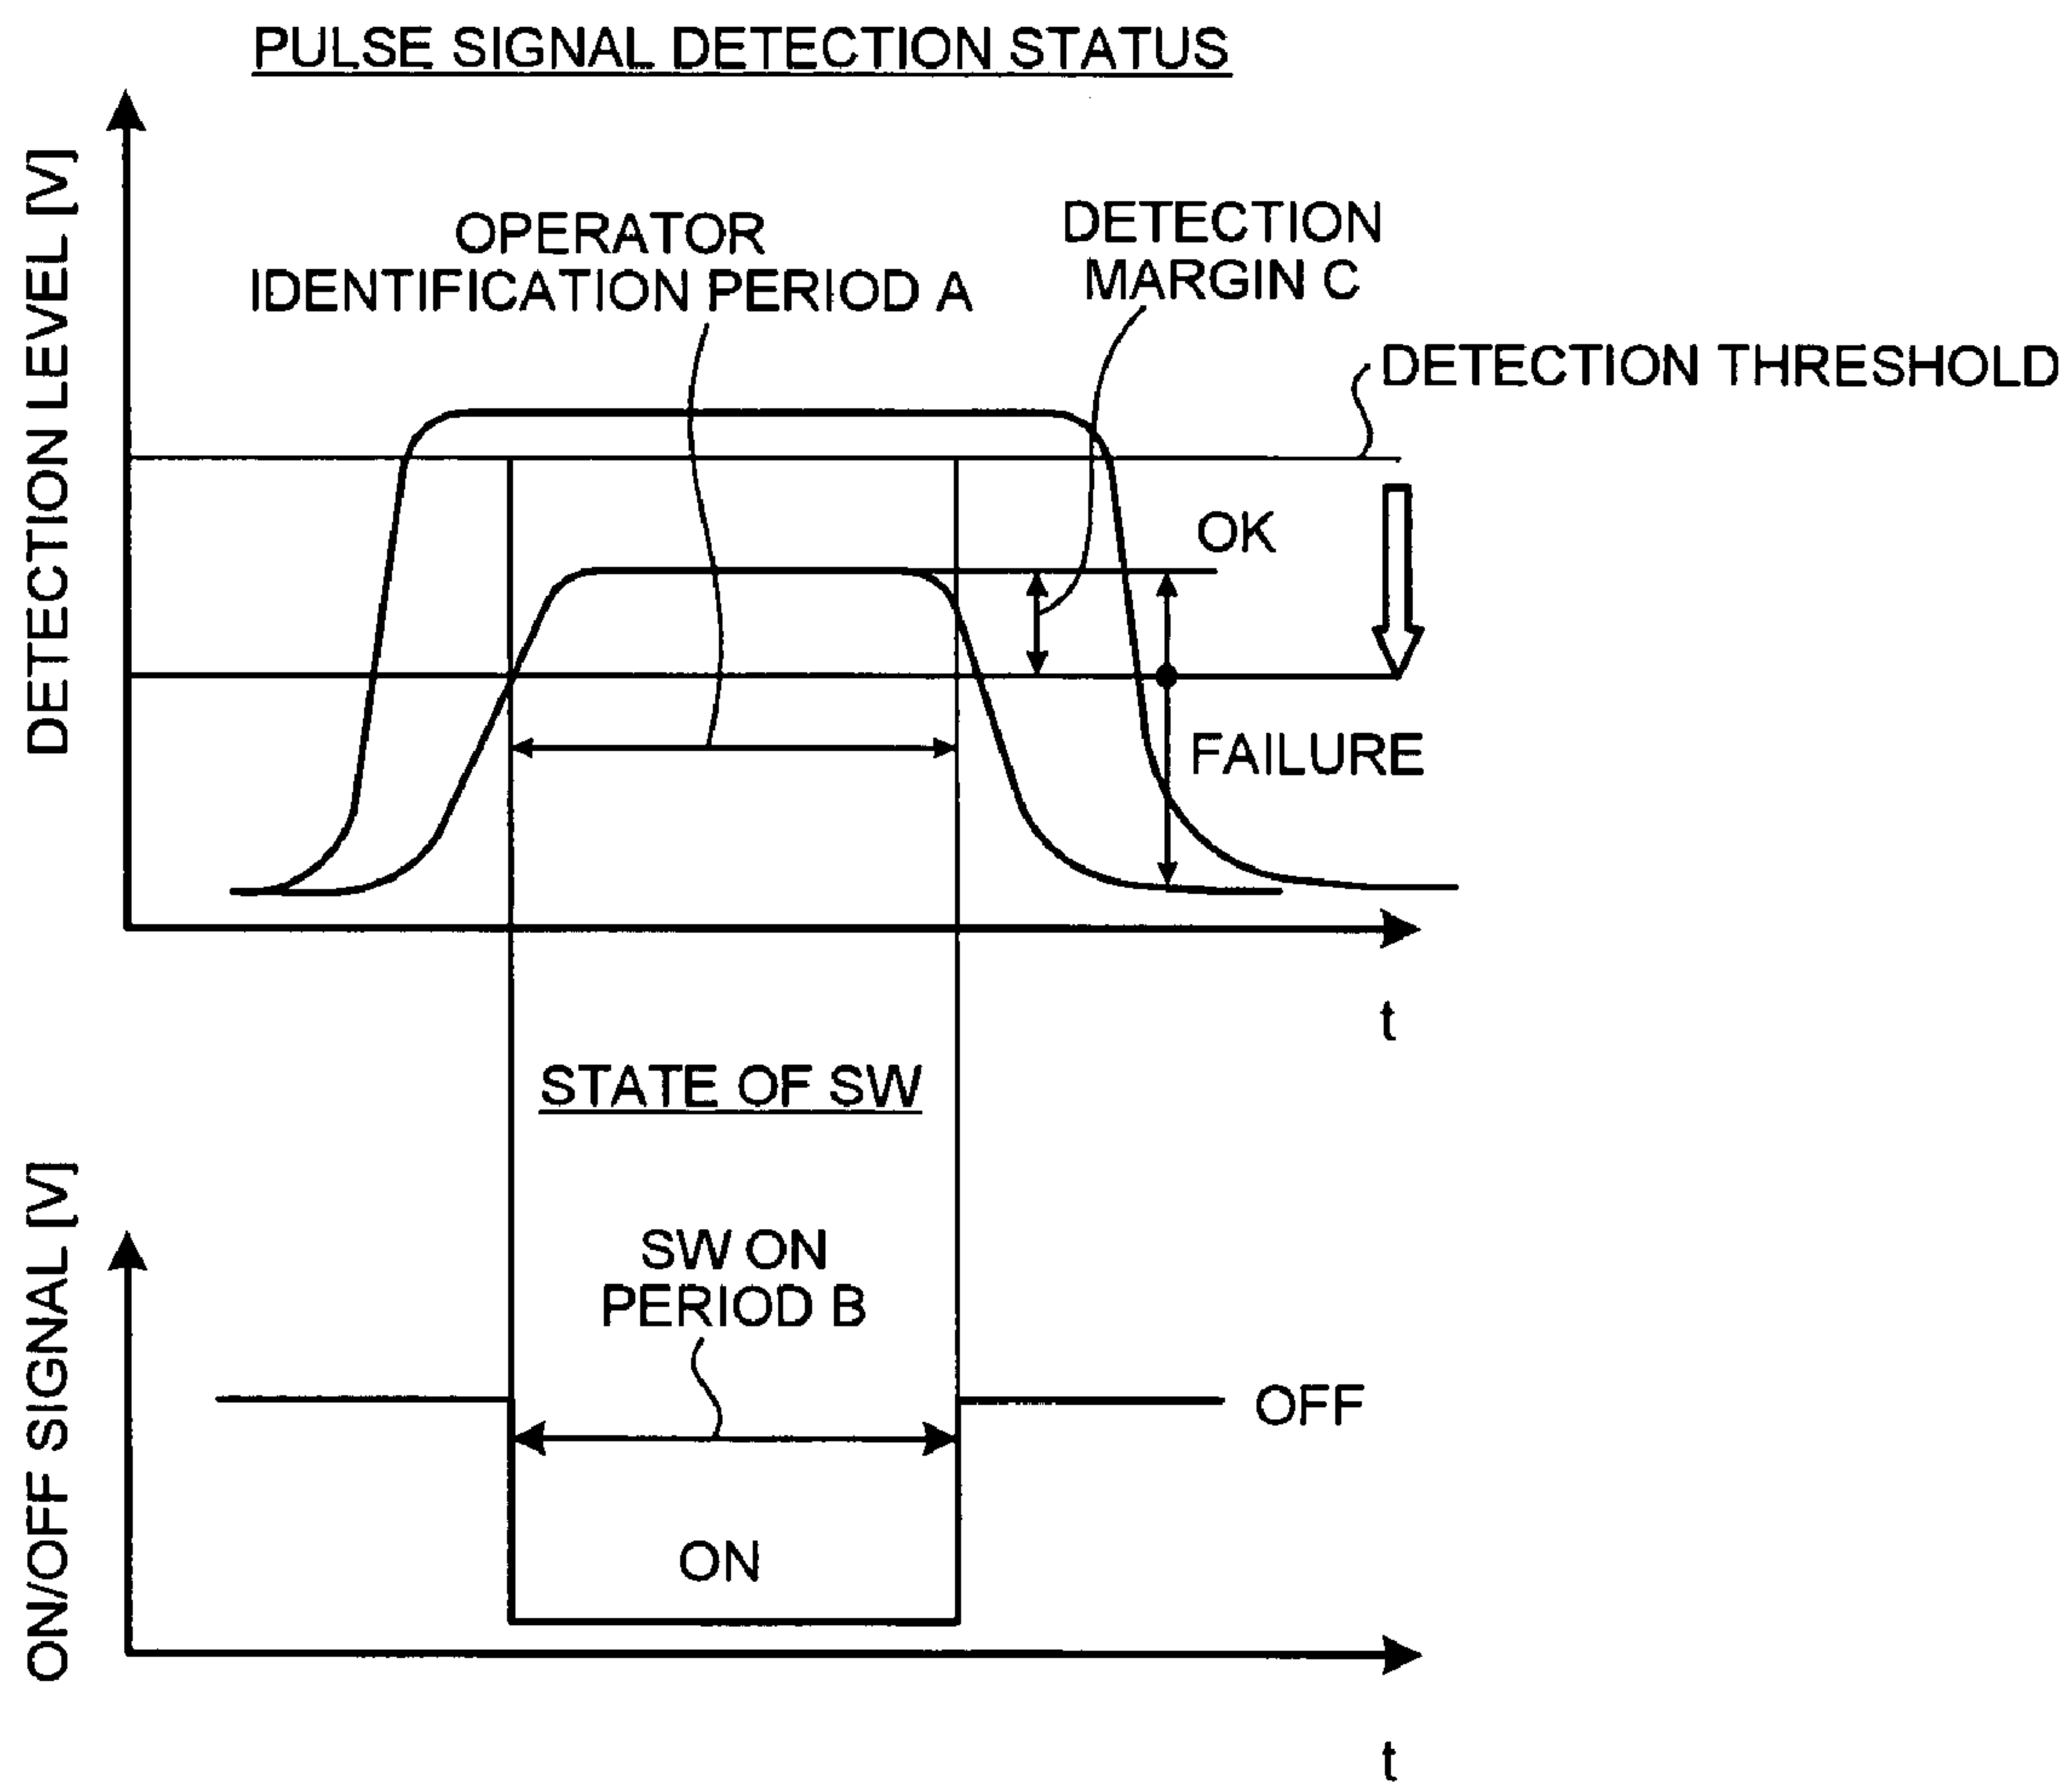 PULSE SIGNAL DETECTION STATUS
DETECTION LEVEL [V]
OPERATOR
IDENTIFICATION PERIOD A
DETECTION
MARGIN C
DETECTION THRESHOLD
OK
FAILURE
t
STATE OF SW
ON/OFF SIGNAL [V]
SW ON
PERIOD B
OFF
ON
t